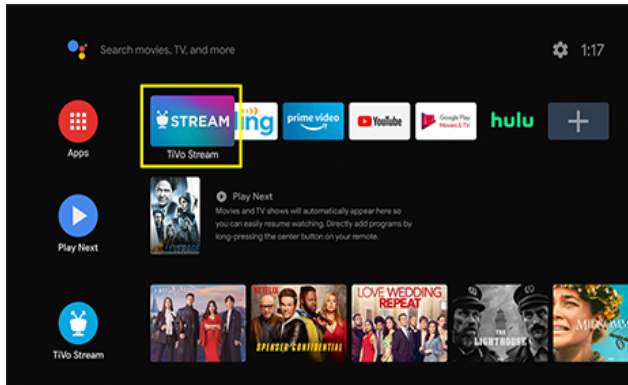 Search movies, TV, and more
1:17
STREAM
ing
prime video
YouTube
Google Play
Movies & TV
hulu
TiVo Stream
Apps
Play Next
Movies and TV shows will automatically appear here so
you can easily resume watching. Directly add programs by
long-pressing the center button on your remote.
LEVERAGE
Play Next
NETFLIX
SPENSER CONFIDENTIAL
LOVE WEDDING
REPEAT
THE
LIGHTHOUSE
MIDSOMM
TiVo Stream